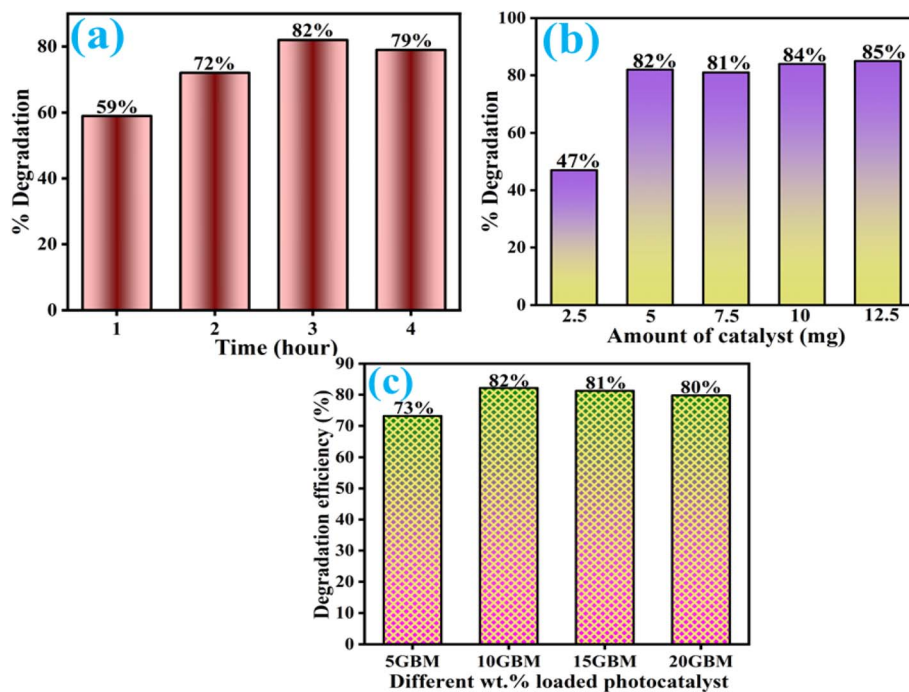 (a)
% Degradation
80
60
40
20
0
59%
72%
82%
79%
1 2 3 4
Time (hour)
(b)
% Degradation
100
80
60
40
20
0
47%
82%
81%
84%
85%
2.5 5 7.5 10 12.5
Amount of catalyst (mg)
(c)
Degradation efficiency (%)
90
80
70
60
50
40
30
20
10
0
73%
82%
81%
80%
5GBM 10GBM 15GBM 20GBM
Different wt.% loaded photocatalyst